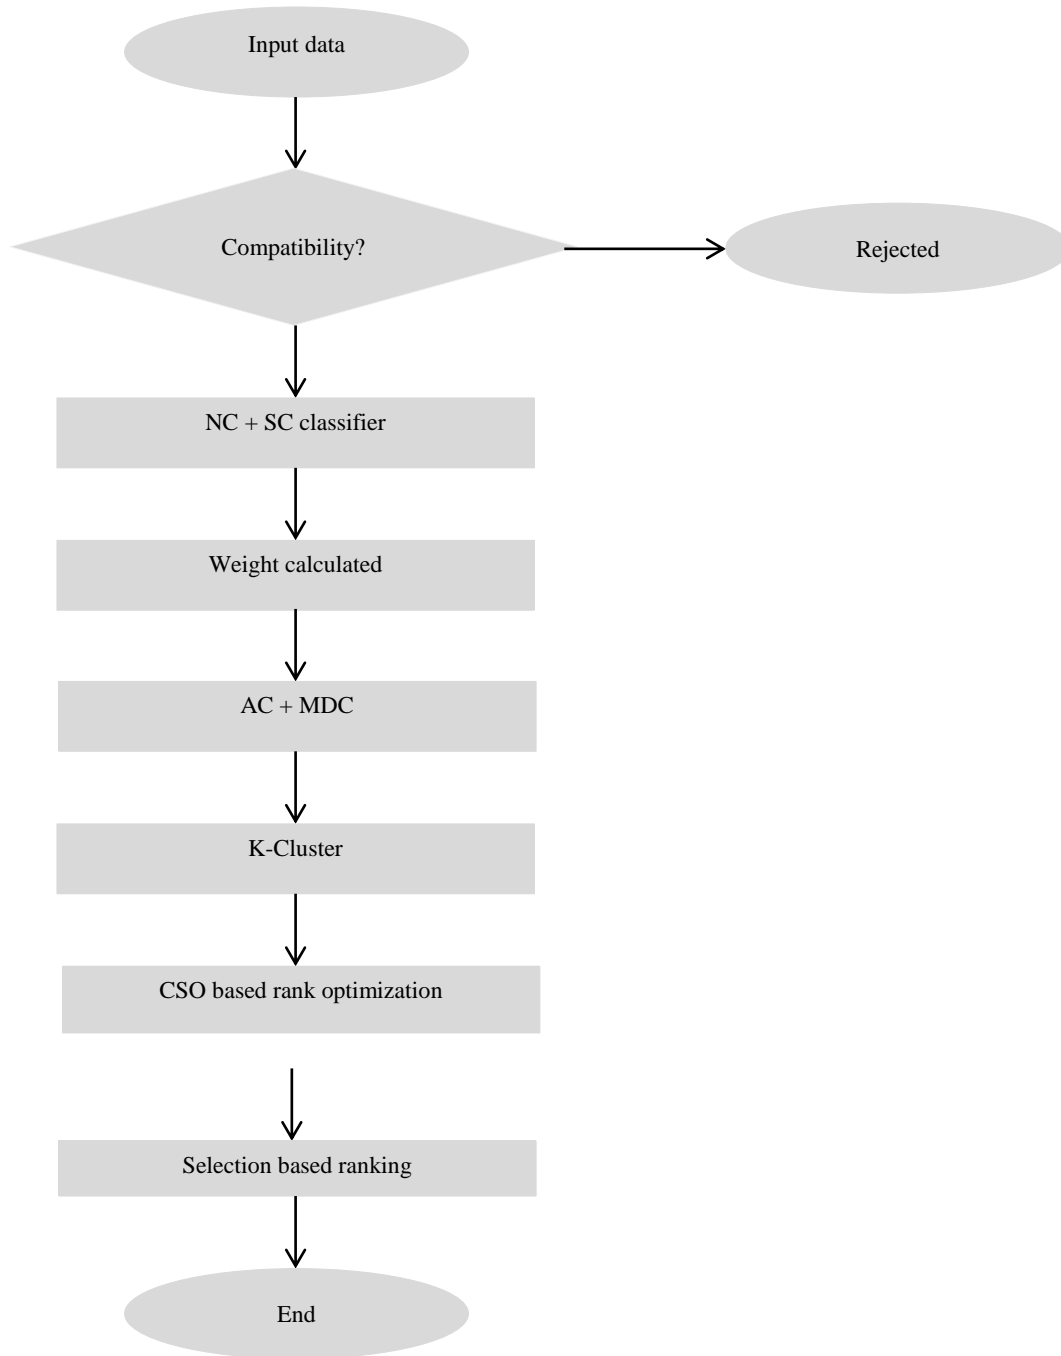 Input data
Compatibility?
Rejected
NC + SC classifier
Weight calculated
AC + MDC
K-Cluster
CSO based rank optimization
Selection based ranking
End